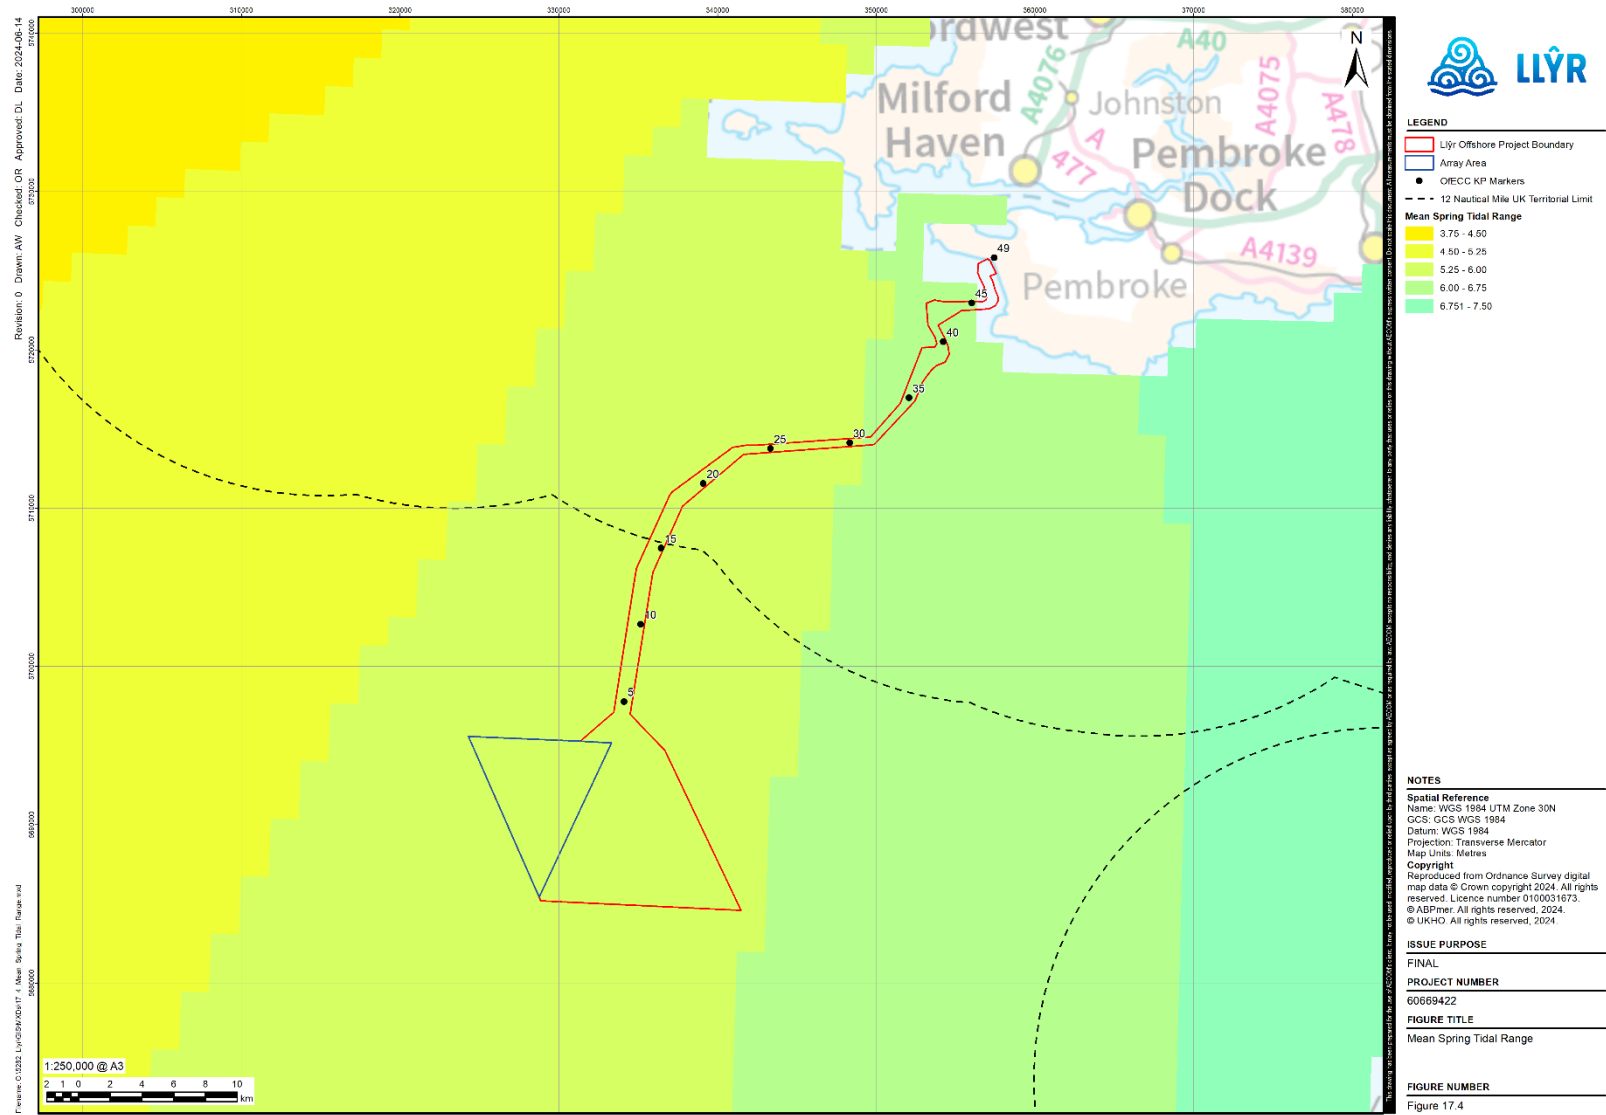 300000
310000
320000
330000
340000
350000
360000
370000
380000
5740000
5730000
5720000
5710000
5700000
5690000
5680000
Revision: 0 Drawn: AW Checked: OR Approved: DL Date: 2024-06-14
ordwest
A40
A4076
A4075
A478
Milford
Haven
Johnston
A
477
Pembroke
Dock
A4139
Pembroke
N
49
45
40
35
30
25
20
15
10
5
1:250,000 @ A3
2 1 0 2 4 6 8 10
km
LLŶR
LEGEND
Llŷr Offshore Project Boundary
Array Area
OfECC KP Markers
12 Nautical Mile UK Territorial Limit
Mean Spring Tidal Range
3.75 - 4.50
4.50 - 5.25
5.25 - 6.00
6.00 - 6.75
6.751 - 7.50
NOTES
Spatial Reference
Name: WGS 1984 UTM Zone 30N
GCS: GCS WGS 1984
Datum: WGS 1984
Projection: Transverse Mercator
Map Units: Metres
Copyright
Reproduced from Ordnance Survey digital
map data © Crown copyright 2024. All rights
reserved. Licence number 0100031673.
© ABPmer. All rights reserved, 2024.
© UKHO. All rights reserved, 2024.
ISSUE PURPOSE
FINAL
PROJECT NUMBER
60669422
FIGURE TITLE
Mean Spring Tidal Range
FIGURE NUMBER
Figure 17.4